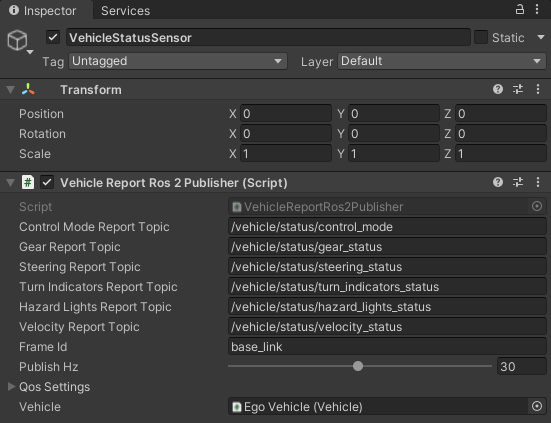 Inspector Services
VehicleStatusSensor Static
Tag Untagged Layer Default
Transform
Position X 0 Y 0 Z 0
Rotation X 0 Y 0 Z 0
Scale X 1 Y 1 Z 1
# Vehicle Report Ros 2 Publisher (Script)
Script VehicleReportRos2Publisher
Control Mode Report Topic /vehicle/status/control_mode
Gear Report Topic /vehicle/status/gear_status
Steering Report Topic /vehicle/status/steering_status
Turn Indicators Report Topic /vehicle/status/turn_indicators_status
Hazard Lights Report Topic /vehicle/status/hazard_lights_status
Velocity Report Topic /vehicle/status/velocity_status
Frame Id base_link
Publish Hz 30
Qos Settings
Vehicle Ego Vehicle (Vehicle)